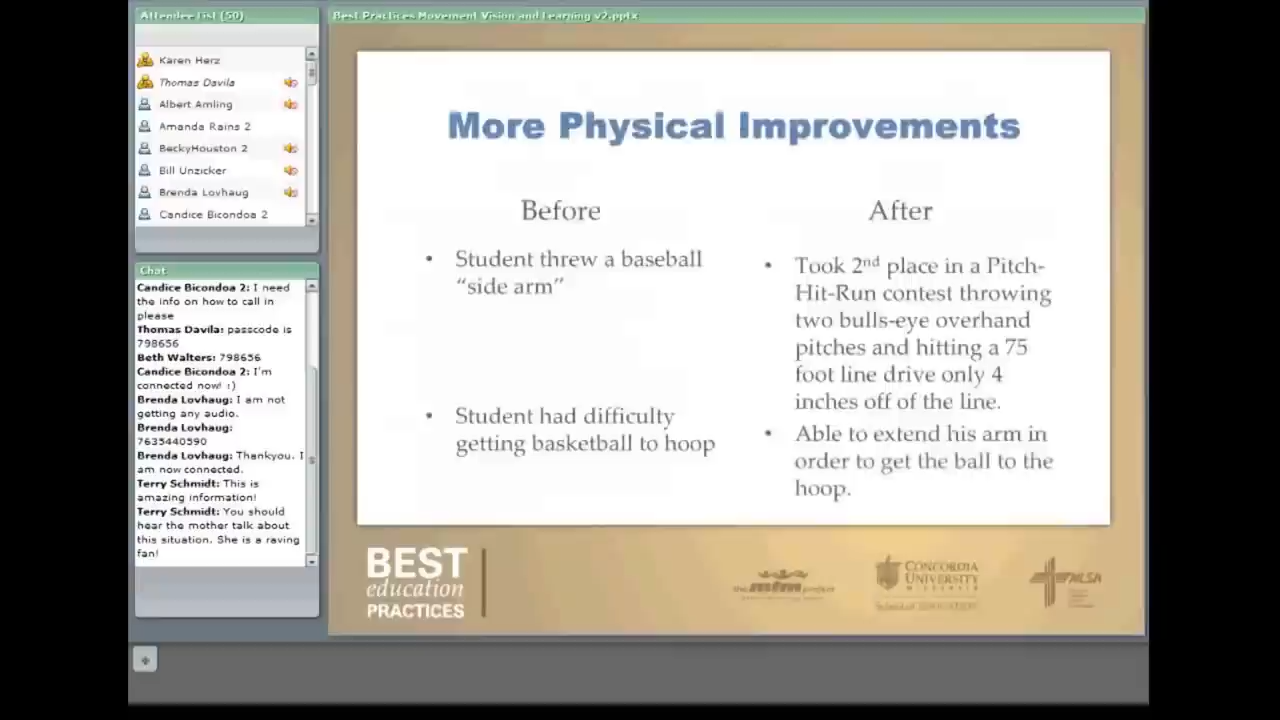 Attendee List (50)
Karen Herz
Thomas Davila
Albert Amling
Amanda Rains 2
BeckyHouston 2
Bill Unzicker
Brenda Lovhaug
Candice Bicondoa 2
Chat
Candice Bicondoa 2: I need
the info on how to call in
please
Thomas Davila: passcode is
798656
Beth Walters: 798656
Candice Bicondoa 2: I'm
connected now! :)
Brenda Lovhaug: I am not
getting any audio.
Brenda Lovhaug:
7635440590
Brenda Lovhaug: Thankyou. I
am now connected.
Terry Schmidt: This is
amazing information!
Terry Schmidt: You should
hear the mother talk about
this situation. She is a raving
fan!
Best Practices Movement Vision and Learning v2.pptx
More Physical Improvements
Before
• Student threw a baseball
"side arm"
• Student had difficulty
getting basketball to hoop
After
• Took 2nd place in a Pitch-
Hit-Run contest throwing
two bulls-eye overhand
pitches and hitting a 75
foot line drive only 4
inches off of the line.
• Able to extend his arm in
order to get the ball to the
hoop.
BEST
education
PRACTICES
the mtm project
CONCORDIA
UNIVERSITY
School of EDUCATION
NLSA